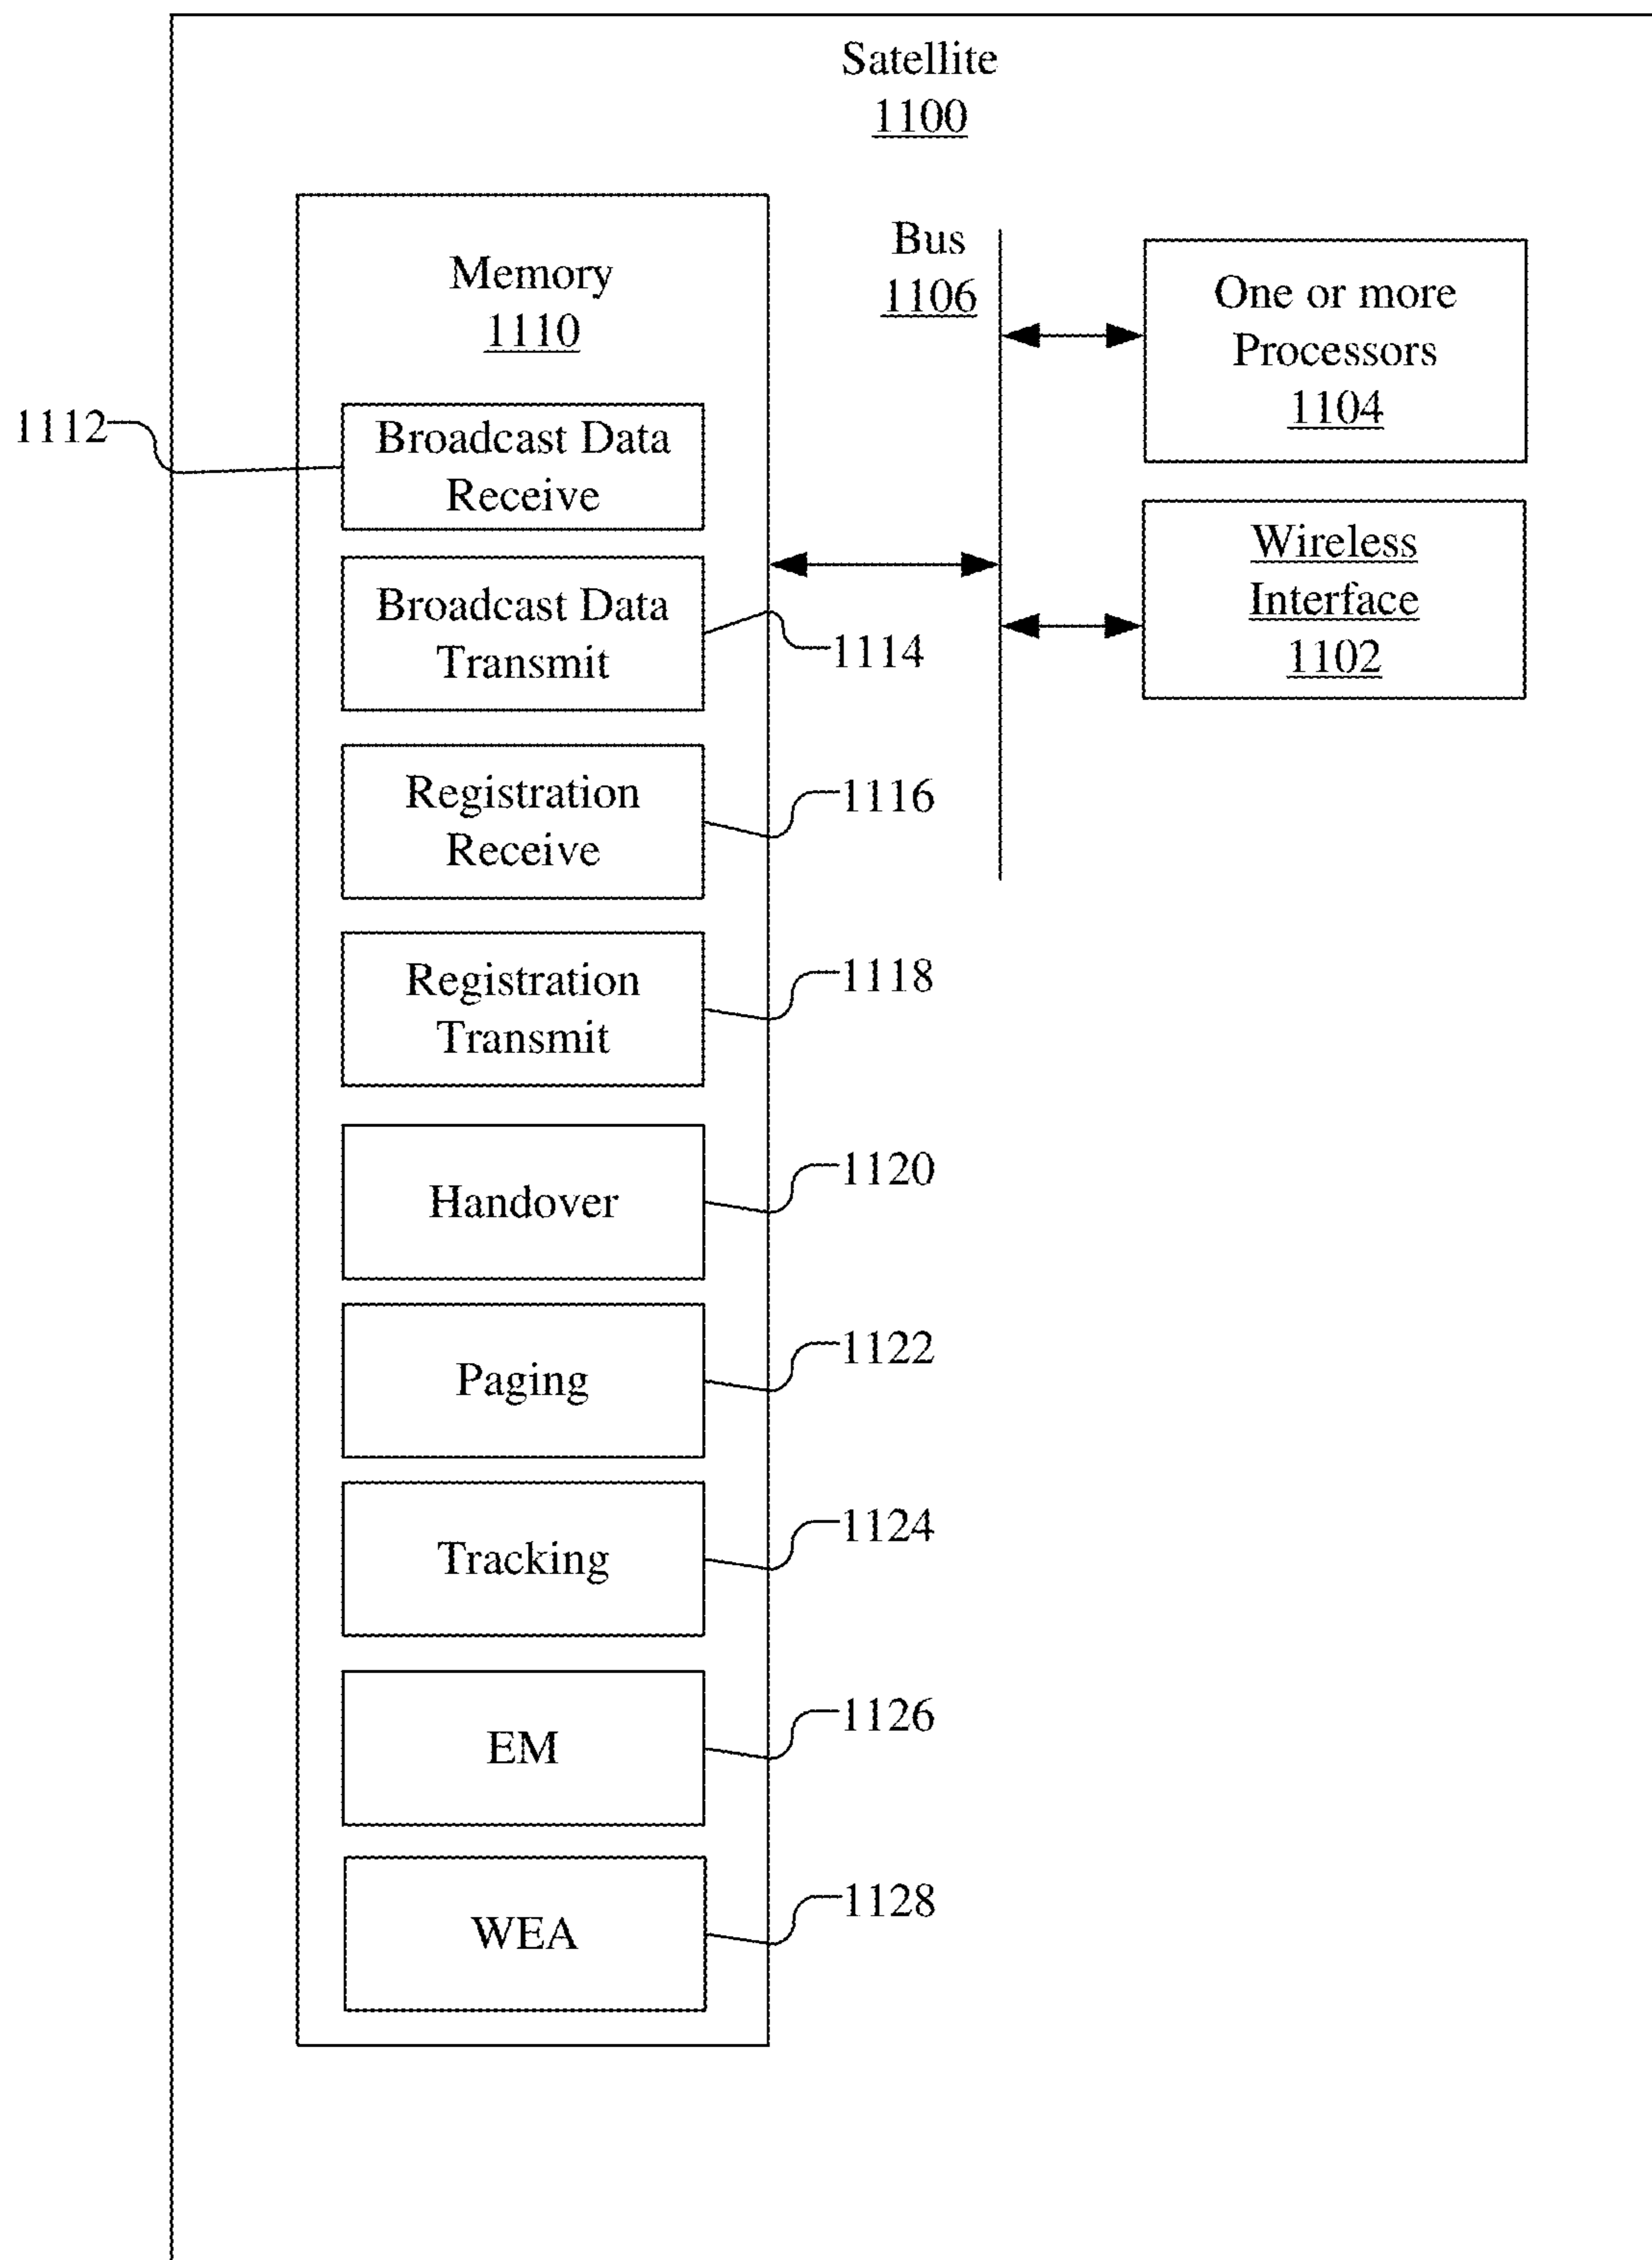 Satellite
1100
Memory
1110
Bus
1106
One or more
Processors
1104
Wireless
Interface
1102
1112
Broadcast Data
Receive
Broadcast Data
Transmit
1114
Registration
Receive
1116
Registration
Transmit
1118
Handover
1120
Paging
1122
Tracking
1124
EM
1126
WEA
1128